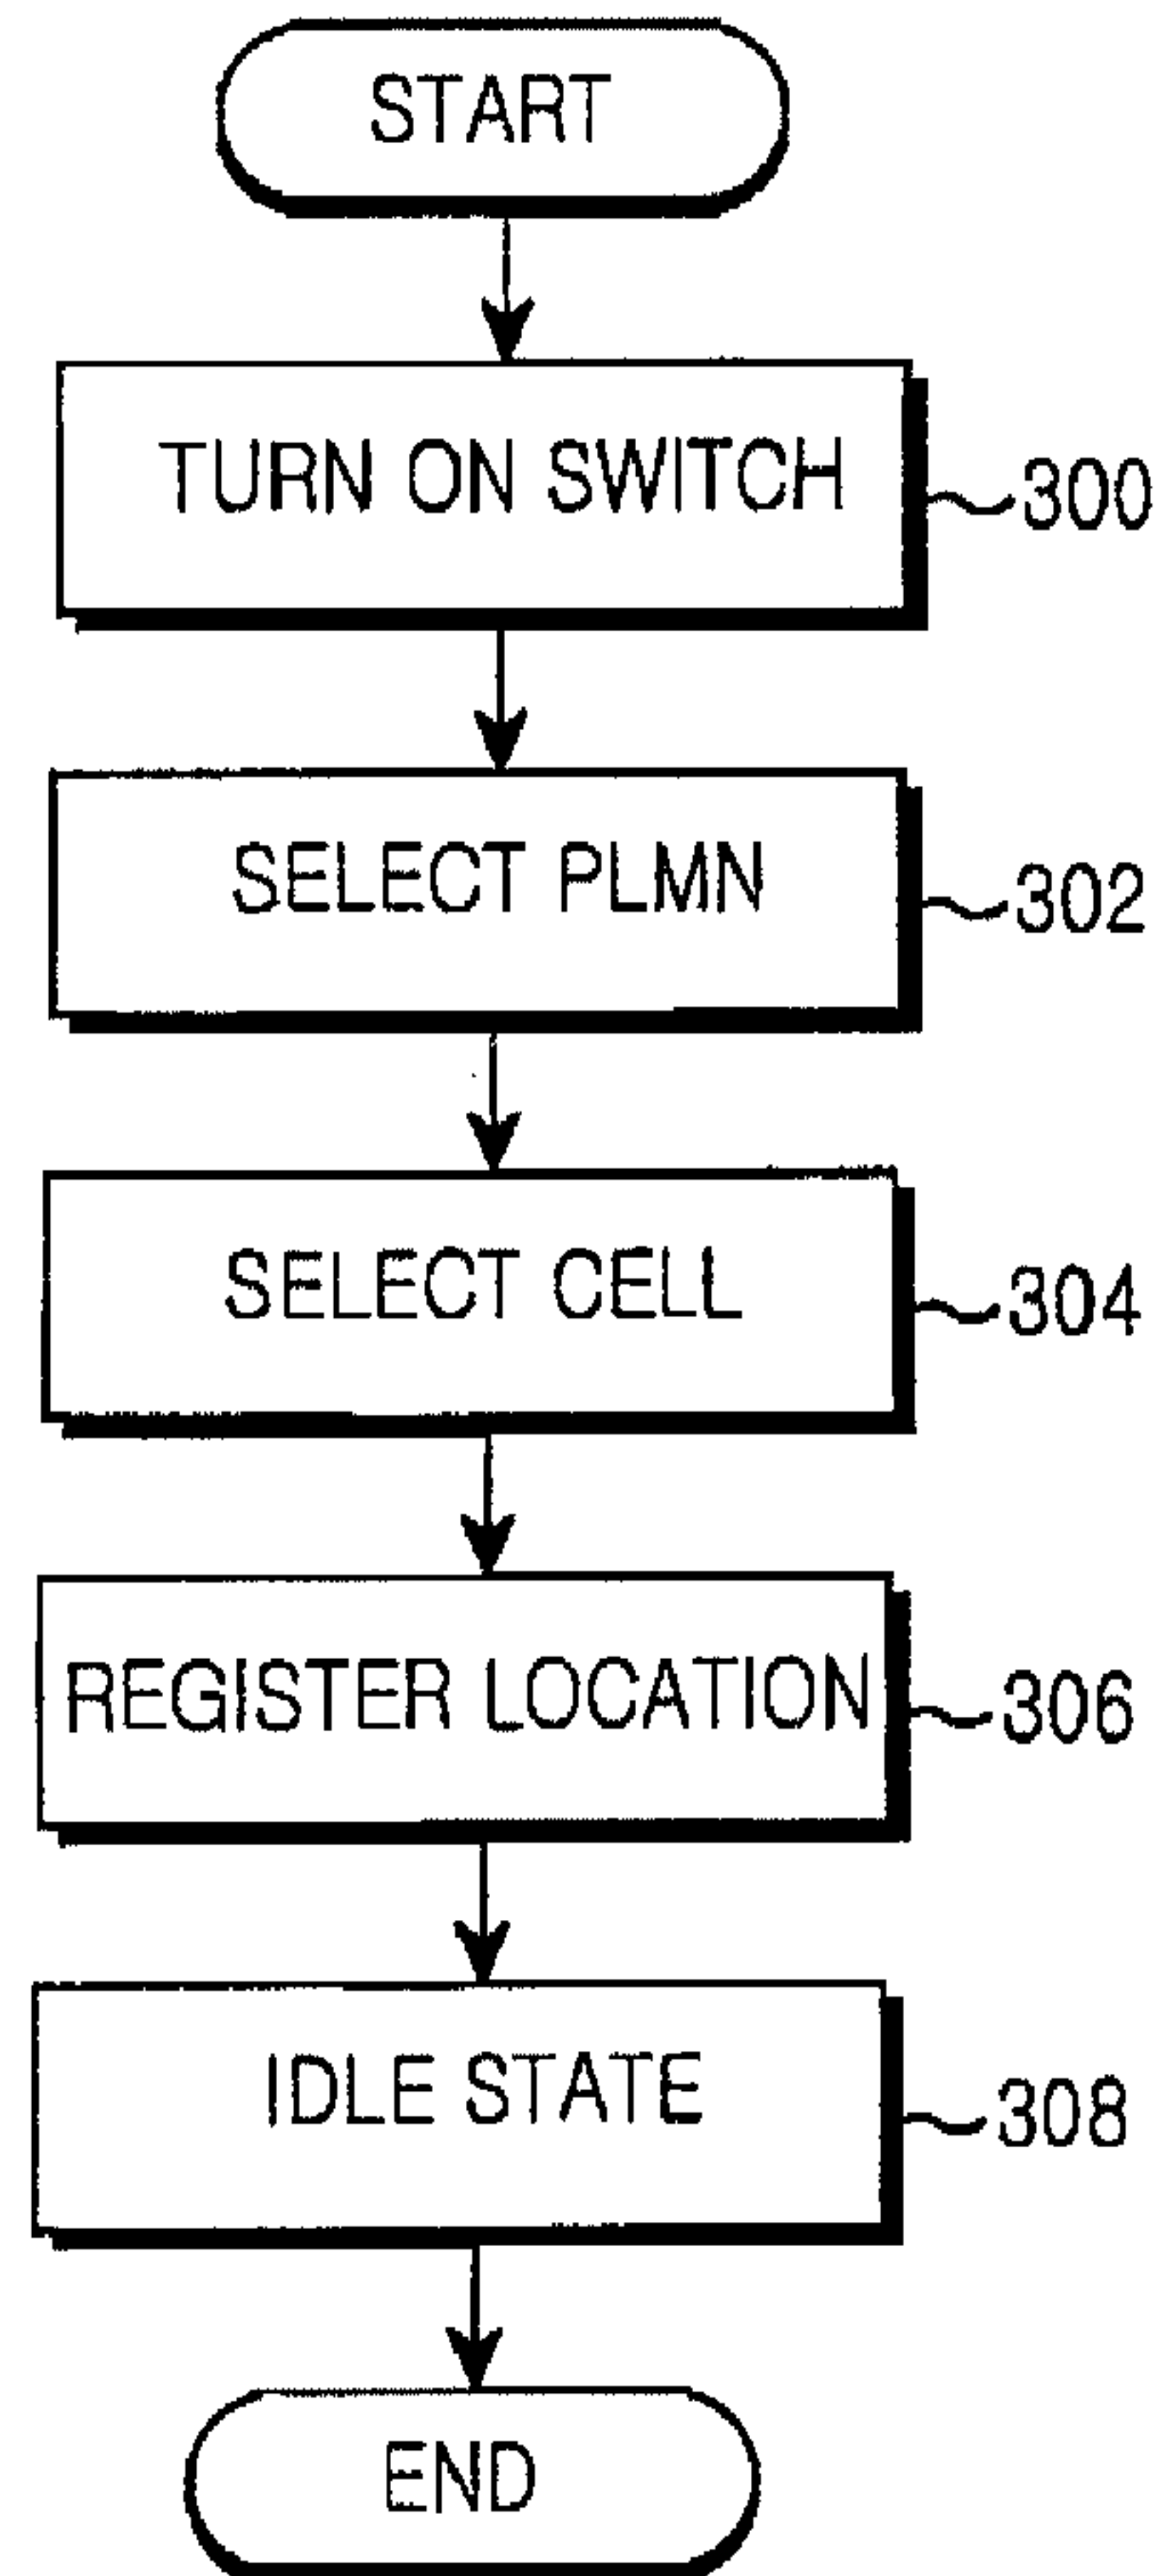 START
TURN ON SWITCH
300
SELECT PLMN
302
SELECT CELL
304
REGISTER LOCATION
306
IDLE STATE
308
END